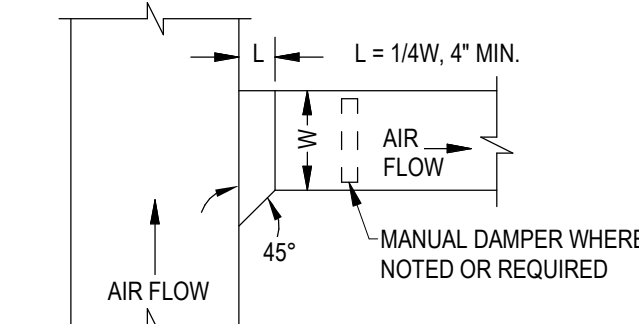 L
L = 1/4W, 4" MIN.
W
AIR
FLOW
45°
MANUAL DAMPER WHERE
NOTED OR REQUIRED
AIR FLOW